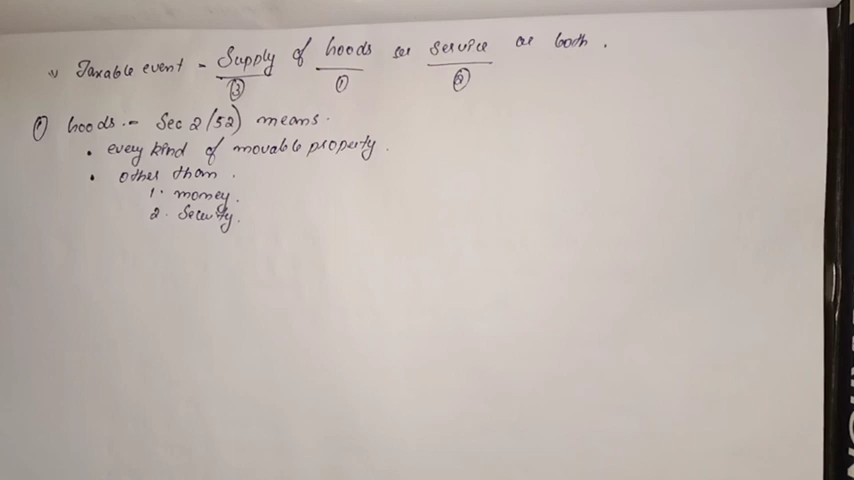 Taxable event - Supply of Goods or service or both.
③ ① ②
① Goods :- Sec 2(52) means.
• every kind of movable property.
• other than.
1. money.
2. Security.